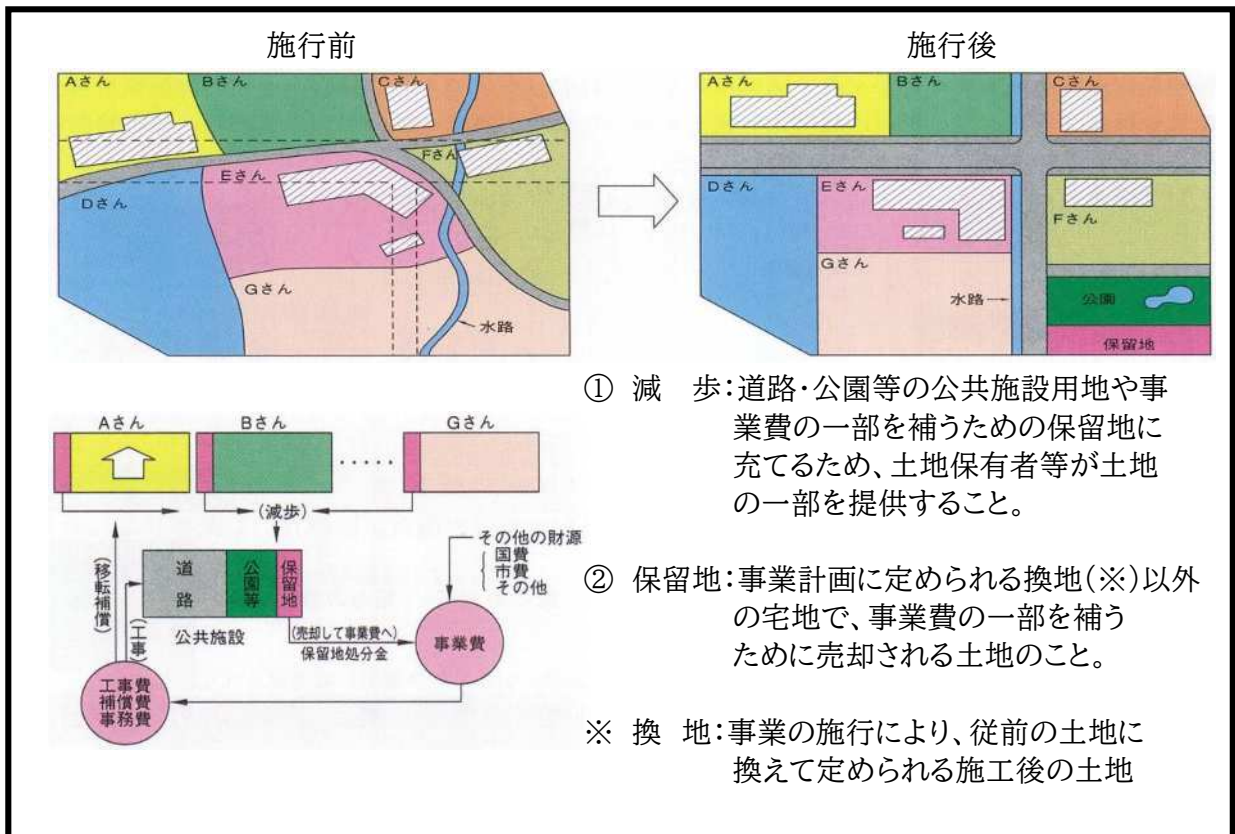 施行前
Aさん
Bさん
Cさん
Fさん
Eさん
Dさん
Gさん
水路
施行後
Aさん
Bさん
Cさん
Dさん
Eさん
Fさん
Gさん
水路
公園
保留地
Aさん
Bさん
Gさん
(減歩)
(移転補償)
(工事)
道路
公園等
保留地
公共施設
その他の財源
国費
市費
その他
(売却して事業費へ)
保留地処分金
事業費
工事費
補償費
事務費
① 減　歩:道路・公園等の公共施設用地や事
業費の一部を補うための保留地に
充てるため、土地保有者等が土地
の一部を提供すること。
② 保留地:事業計画に定められる換地(※)以外
の宅地で、事業費の一部を補う
ために売却される土地のこと。
※ 換　地:事業の施行により、従前の土地に
換えて定められる施工後の土地